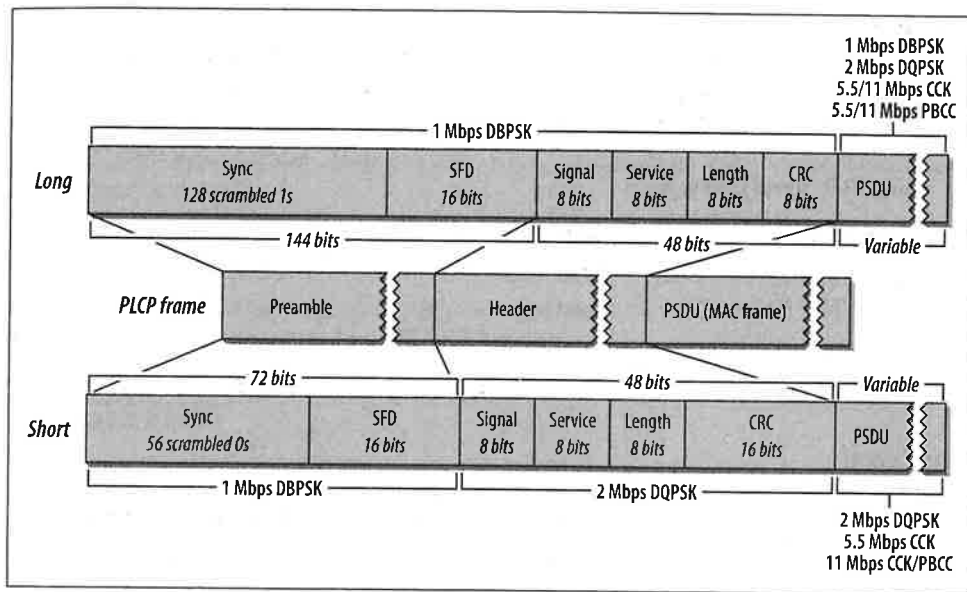 1 Mbps DBPSK
2 Mbps DQPSK
5.5/11 Mbps CCK
5.5/11 Mbps PBCC
1 Mbps DBPSK
Long
Sync
128 scrambled 1s
SFD
16 bits
Signal
8 bits
Service
8 bits
Length
8 bits
CRC
8 bits
PSDU
144 bits
48 bits
Variable
PLCP frame
Preamble
Header
PSDU (MAC frame)
72 bits
48 bits
Variable
Short
Sync
56 scrambled 0s
SFD
16 bits
Signal
8 bits
Service
8 bits
Length
8 bits
CRC
16 bits
PSDU
1 Mbps DBPSK
2 Mbps DQPSK
2 Mbps DQPSK
5.5 Mbps CCK
11 Mbps CCK/PBCC